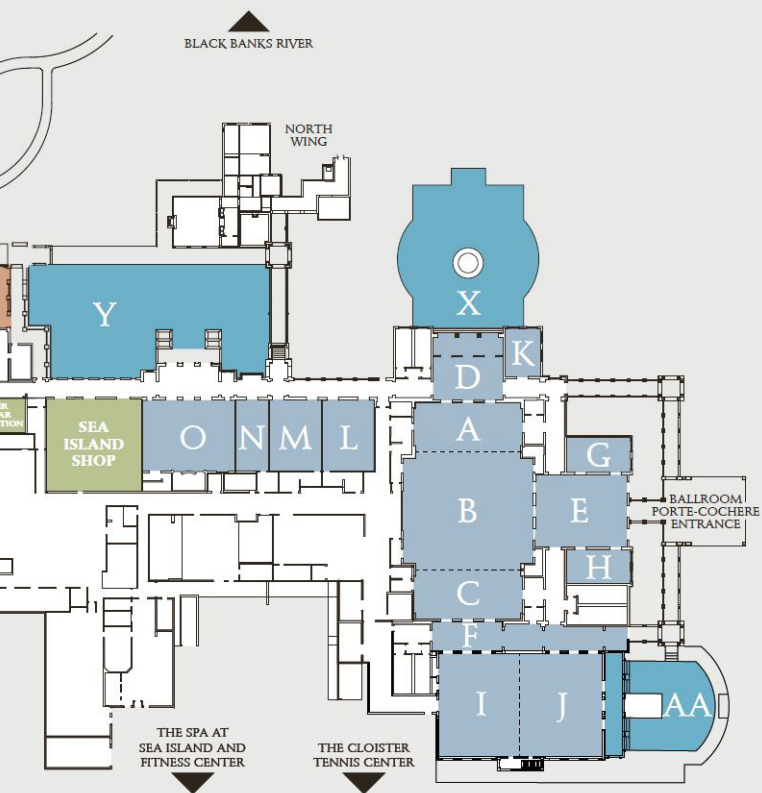 BLACK BANKS RIVER
NORTH
WING
Y
X
K
D
A
SEA
ISLAND
SHOP
O
N
M
L
G
B
E
BALLROOM
PORTE-COCHERE
ENTRANCE
H
C
F
I
J
AA
THE SPA AT
SEA ISLAND AND
FITNESS CENTER
THE CLOISTER
TENNIS CENTER